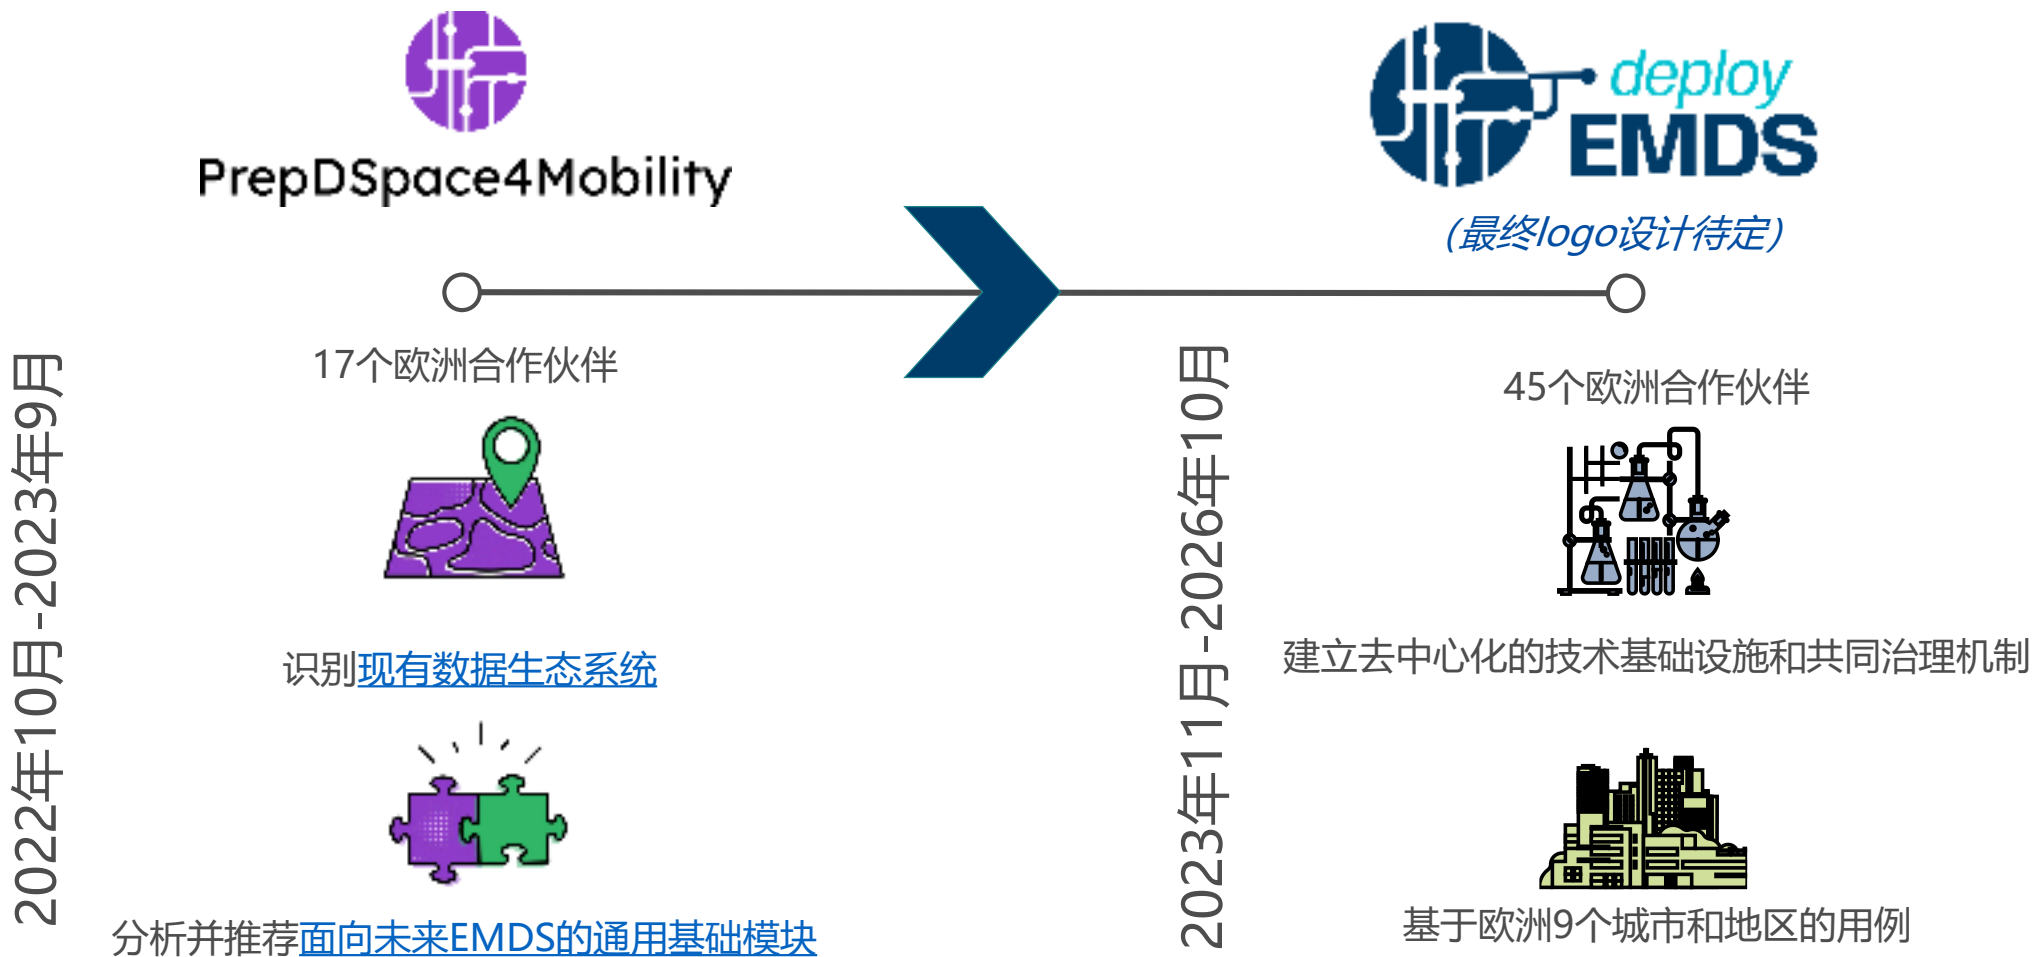 PrepDSpace4Mobility
2022年10月-2023年9月
17个欧洲合作伙伴
识别现有数据生态系统
分析并推荐面向未来EMDS的通用基础模块
deploy
EMDS
(最终logo设计待定)
2023年11月-2026年10月
45个欧洲合作伙伴
建立去中心化的技术基础设施和共同治理机制
基于欧洲9个城市和地区的用例